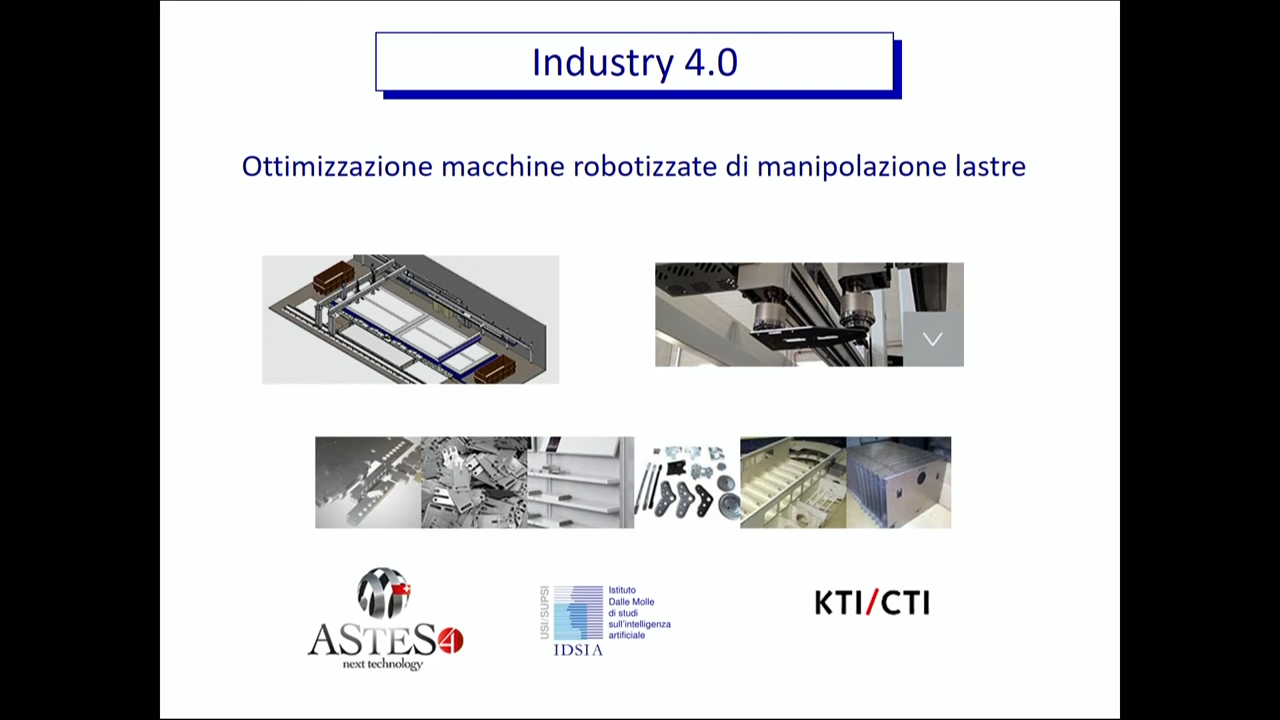 Industry 4.0
Ottimizzazione macchine robotizzate di manipolazione lastre
ASTES4
next technology
USI/SUPSI
Istituto
Dalle Molle
di studi
sull'intelligenza
artificiale
IDSIA
KTI/CTI